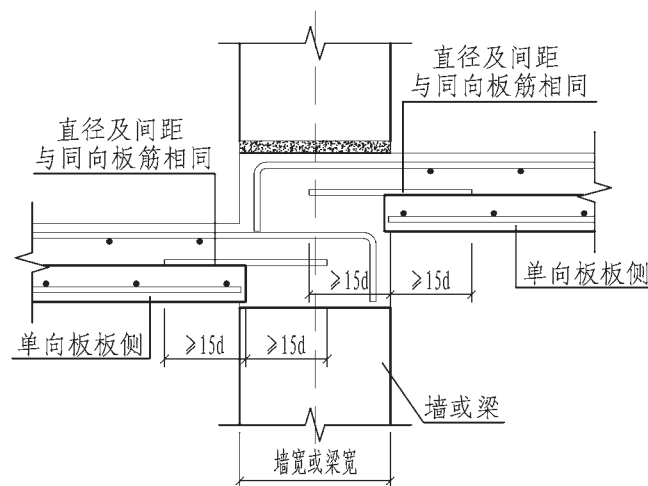 直径及间距
与同向板筋相同
直径及间距
与同向板筋相同
≥15d
≥15d
单向板板侧
单向板板侧
≥15d
≥15d
墙或梁
墙宽或梁宽